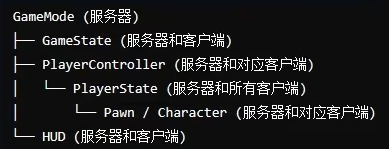 GameMode (服务器)
├── GameState (服务器和客户端)
├── PlayerController (服务器和对应客户端)
│   └── PlayerState (服务器和所有客户端)
│       └── Pawn / Character (服务器和对应客户端)
└── HUD (服务器和客户端)